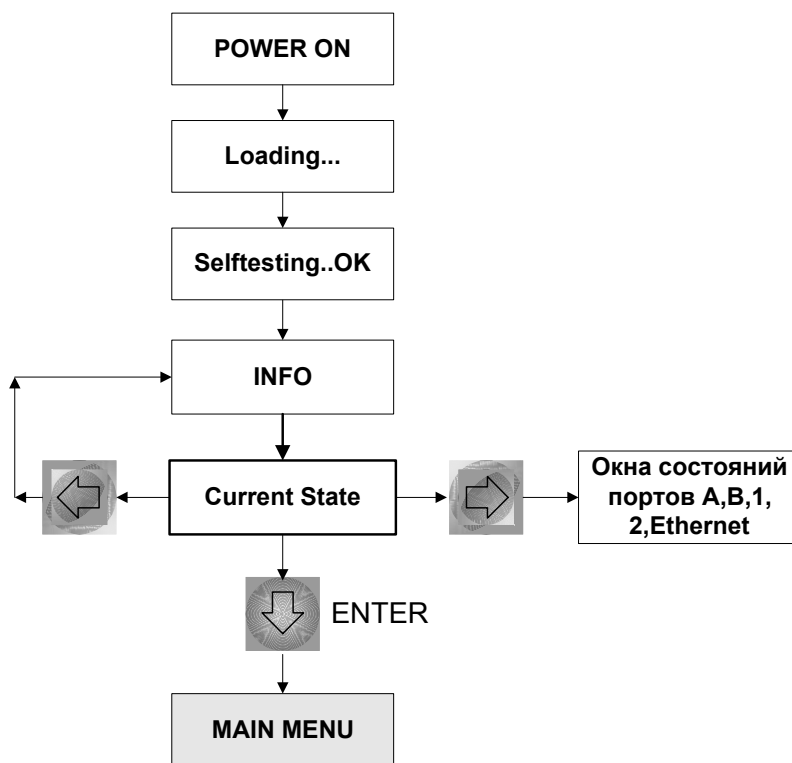 POWER ON
Loading...
Selftesting..OK
INFO
Current State
Окна состояний
портов A,B,1,
2,Ethernet
ENTER
MAIN MENU